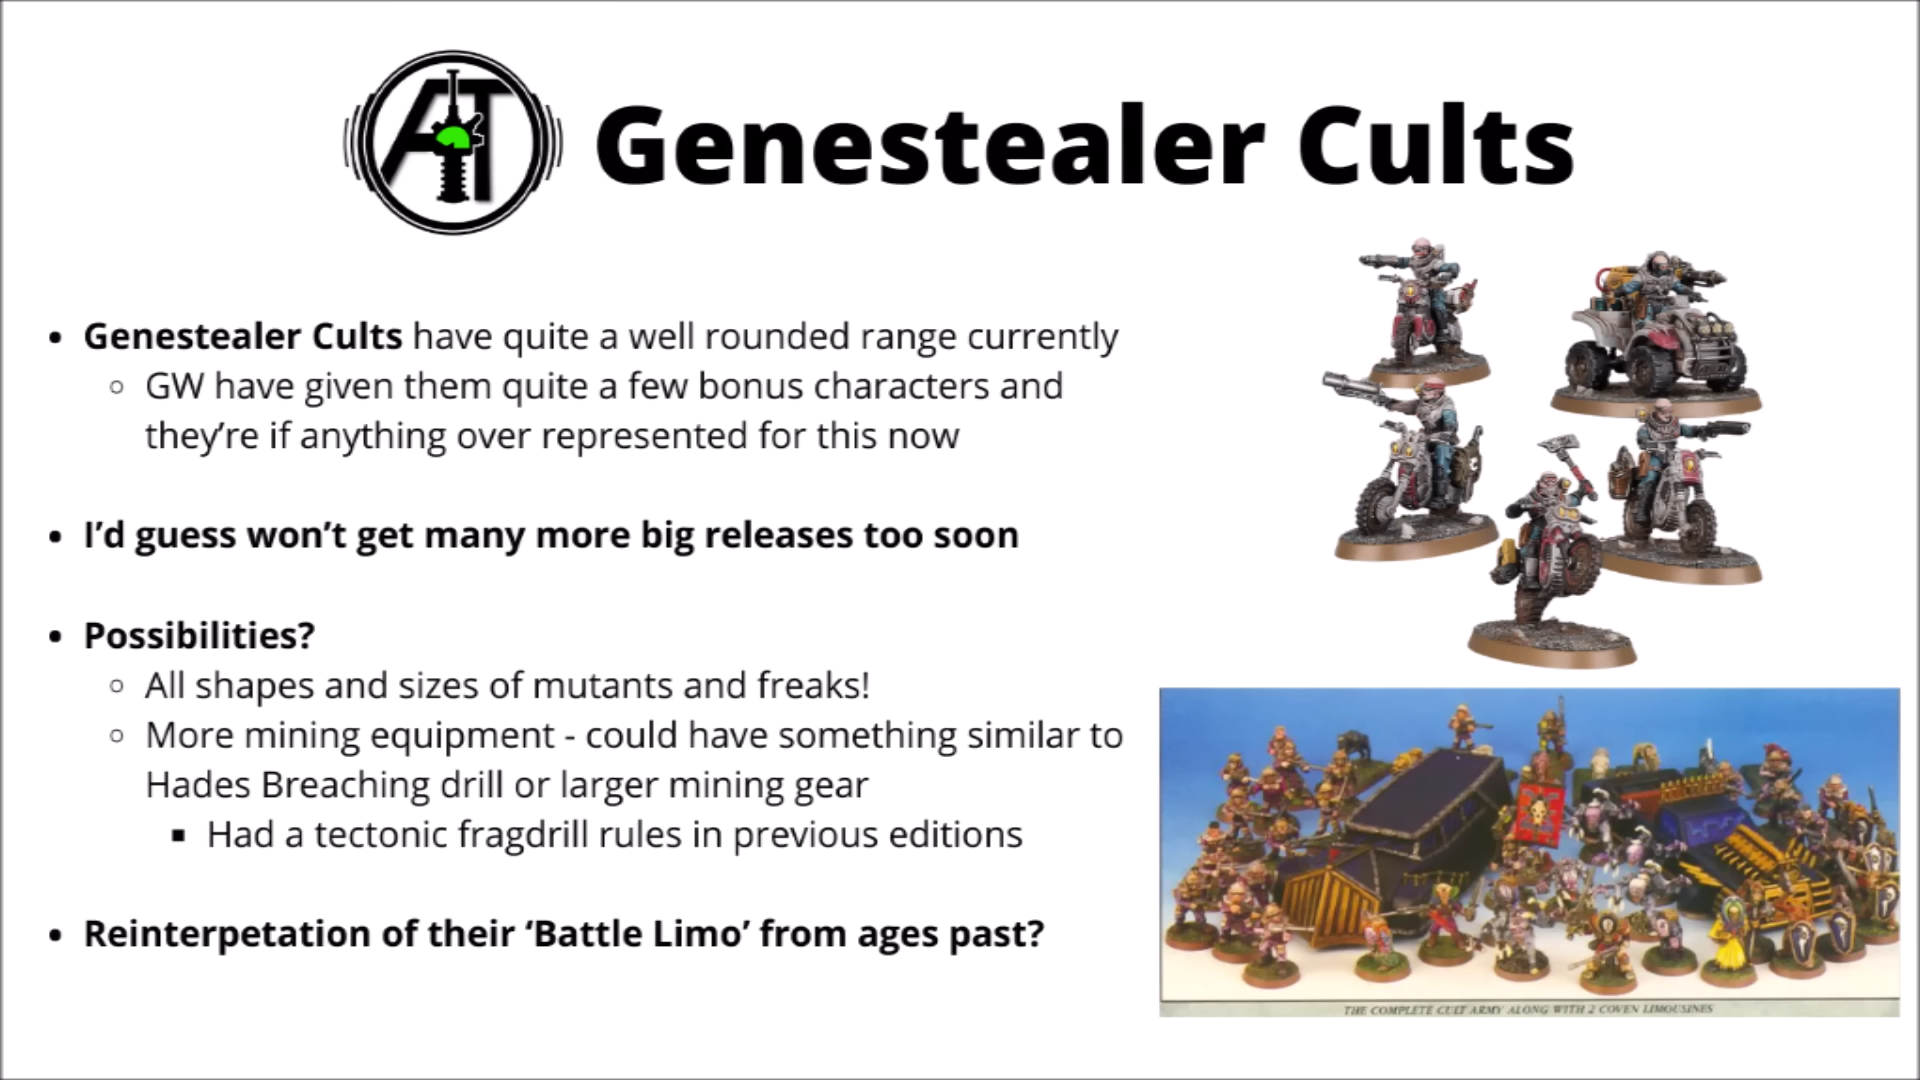 AT
Genestealer Cults
• Genestealer Cults have quite a well rounded range currently
◦ GW have given them quite a few bonus characters and
they’re if anything over represented for this now
• I’d guess won’t get many more big releases too soon
• Possibilities?
◦ All shapes and sizes of mutants and freaks!
◦ More mining equipment - could have something similar to
Hades Breaching drill or larger mining gear
▪ Had a tectonic fragdrill rules in previous editions
• Reinterpetation of their ‘Battle Limo’ from ages past?
THE COMPLETE CULT ARMY ALONG WITH 2 COVEN LIMOUSINES